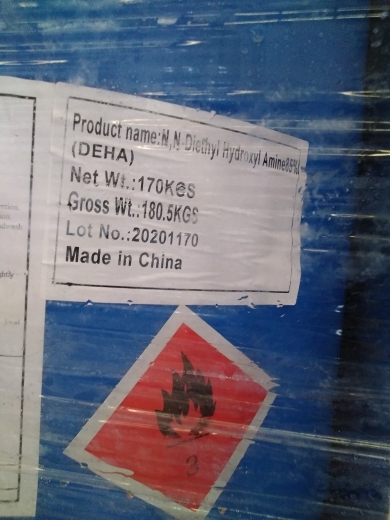 Product name:N,N-Diethyl Hydroxyl Amine85%
(DEHA)
Net Wt.:170KGS
Gross Wt.:180.5KGS
Lot No.:20201170
Made in China
3